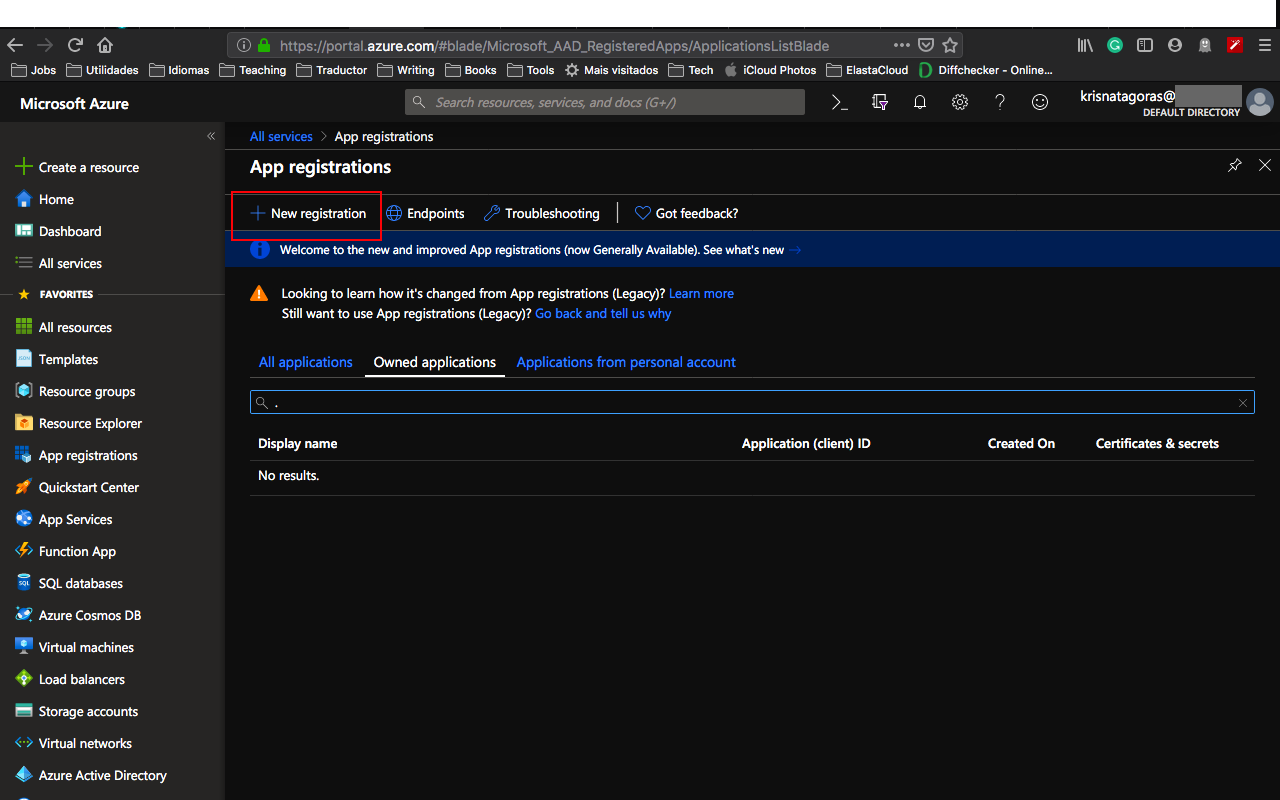 https://portal.azure.com/#blade/Microsoft_AAD_RegisteredApps/ApplicationsListBlade
Jobs Utilidades Idiomas Teaching Traductor Writing Books Tools Mais visitados Tech iCloud Photos ElastaCloud Diffchecker - Online...
Microsoft Azure
Search resources, services, and docs (G+/)
krisnatagoras@
DEFAULT DIRECTORY
Create a resource
Home
Dashboard
All services
FAVORITES
All resources
Templates
Resource groups
Resource Explorer
App registrations
Quickstart Center
App Services
Function App
SQL databases
Azure Cosmos DB
Virtual machines
Load balancers
Storage accounts
Virtual networks
Azure Active Directory
All services > App registrations
App registrations
New registration Endpoints Troubleshooting Got feedback?
Welcome to the new and improved App registrations (now Generally Available). See what's new →
Looking to learn how it's changed from App registrations (Legacy)? Learn more
Still want to use App registrations (Legacy)? Go back and tell us why
All applications Owned applications Applications from personal account
.
Display name Application (client) ID Created On Certificates & secrets
No results.